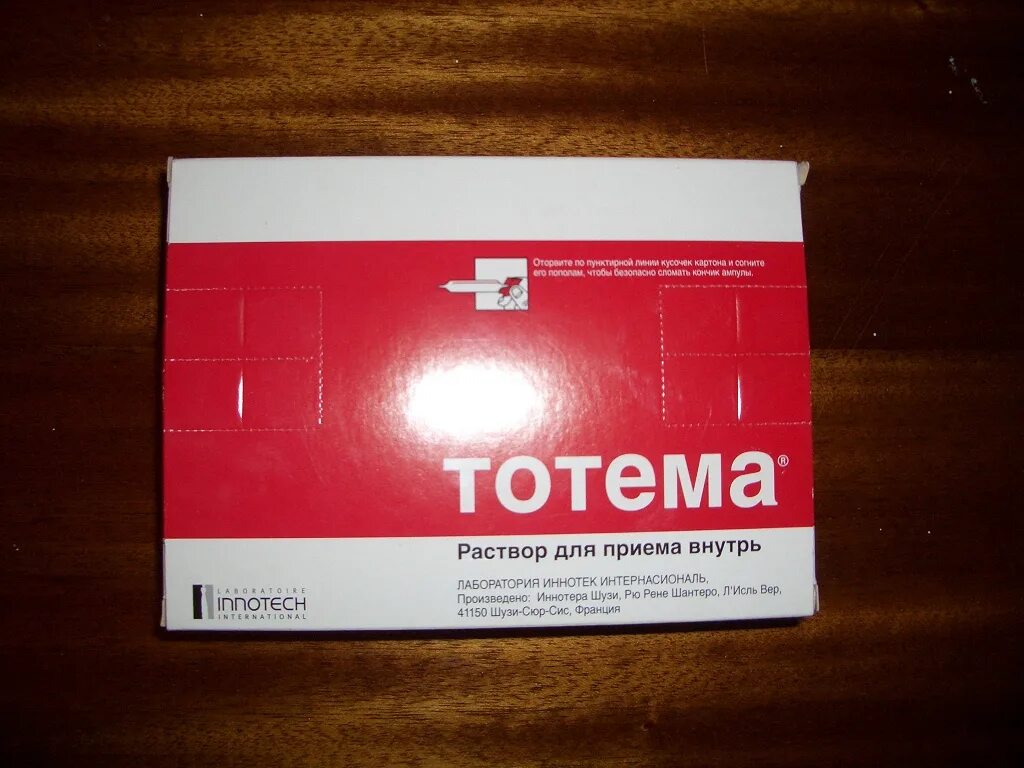 Оторвите по пунктирной линии кусочек картона и согните
его пополам, чтобы безопасно сломать кончик ампулы.
тотема®
Раствор для приема внутрь
ЛАБОРАТОРИЯ ИННОТЕК ИНТЕРНАСИОНАЛЬ,
Произведено: Иннотера Шузи, Рю Рене Шантеро, Л'Исль Вер,
41150 Шузи-Сюр-Сис, Франция
LABORATOIRE
INNOTECH
INTERNATIONAL